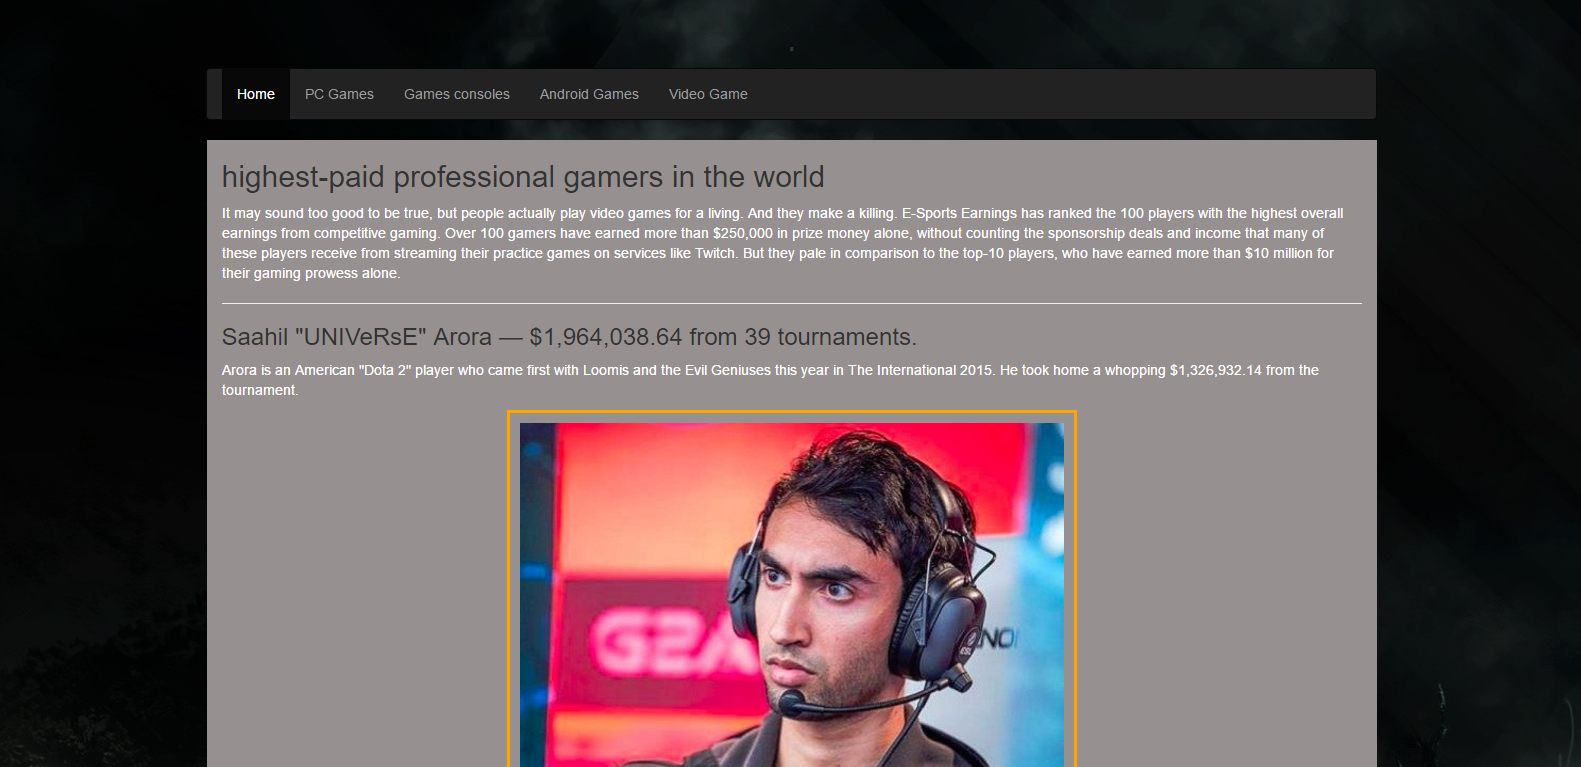 Home PC Games Games consoles Android Games Video Game
highest-paid professional gamers in the world
It may sound too good to be true, but people actually play video games for a living. And they make a killing. E-Sports Earnings has ranked the 100 players with the highest overall
earnings from competitive gaming. Over 100 gamers have earned more than $250,000 in prize money alone, without counting the sponsorship deals and income that many of
these players receive from streaming their practice games on services like Twitch. But they pale in comparison to the top-10 players, who have earned more than $10 million for
their gaming prowess alone.
Saahil "UNIVeRsE" Arora — $1,964,038.64 from 39 tournaments.
Arora is an American "Dota 2" player who came first with Loomis and the Evil Geniuses this year in The International 2015. He took home a whopping $1,326,932.14 from the
tournament.
G2A